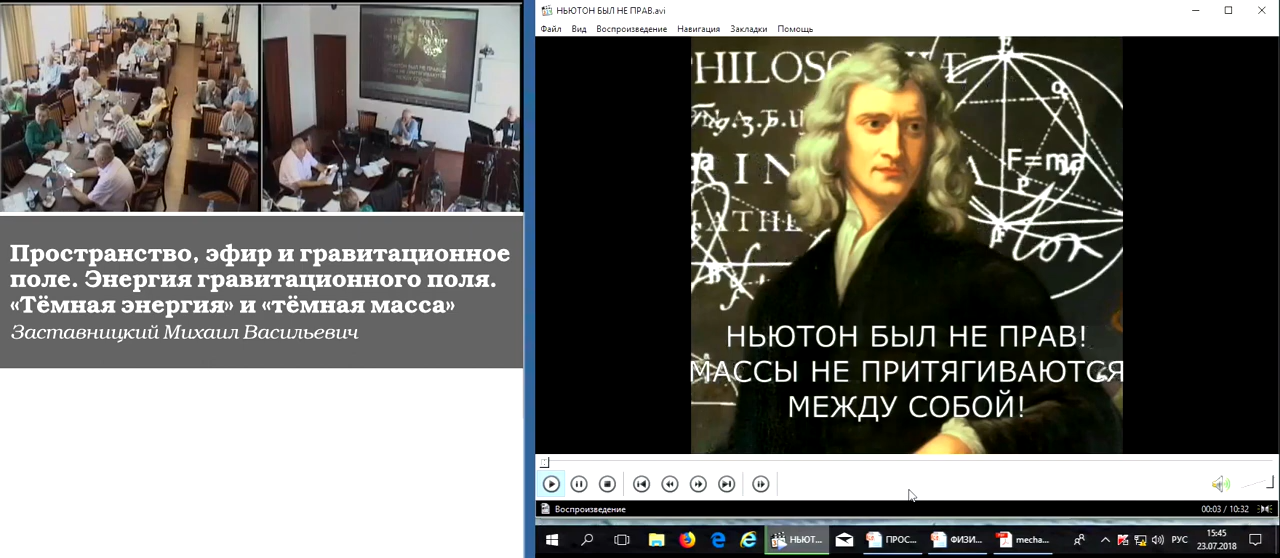 Пространство, эфир и гравитационное
поле. Энергия гравитационного поля.
«Тёмная энергия» и «тёмная масса»
Заставницкий Михаил Васильевич
НЬЮТОН БЫЛ НЕ ПРАВ.avi
Файл Вид Воспроизведение Навигация Закладки Помощь
F=ma
НЬЮТОН БЫЛ НЕ ПРАВ!
МАССЫ НЕ ПРИТЯГИВАЮТСЯ
МЕЖДУ СОБОЙ!
Воспроизведение
00:03 / 10:32
НЬЮТ...
ПРОС...
ФИЗИ...
mecha...
РУС
15:45
23.07.2018